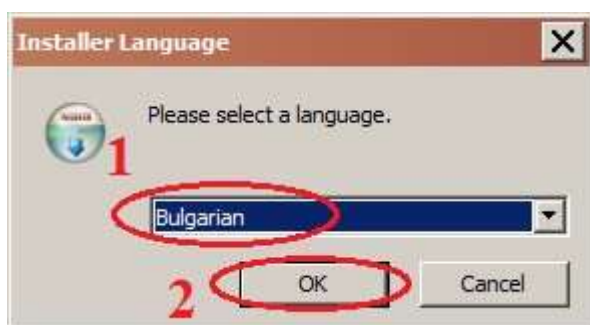 Installer Language
Please select a language.
1
Bulgarian
2
OK Cancel